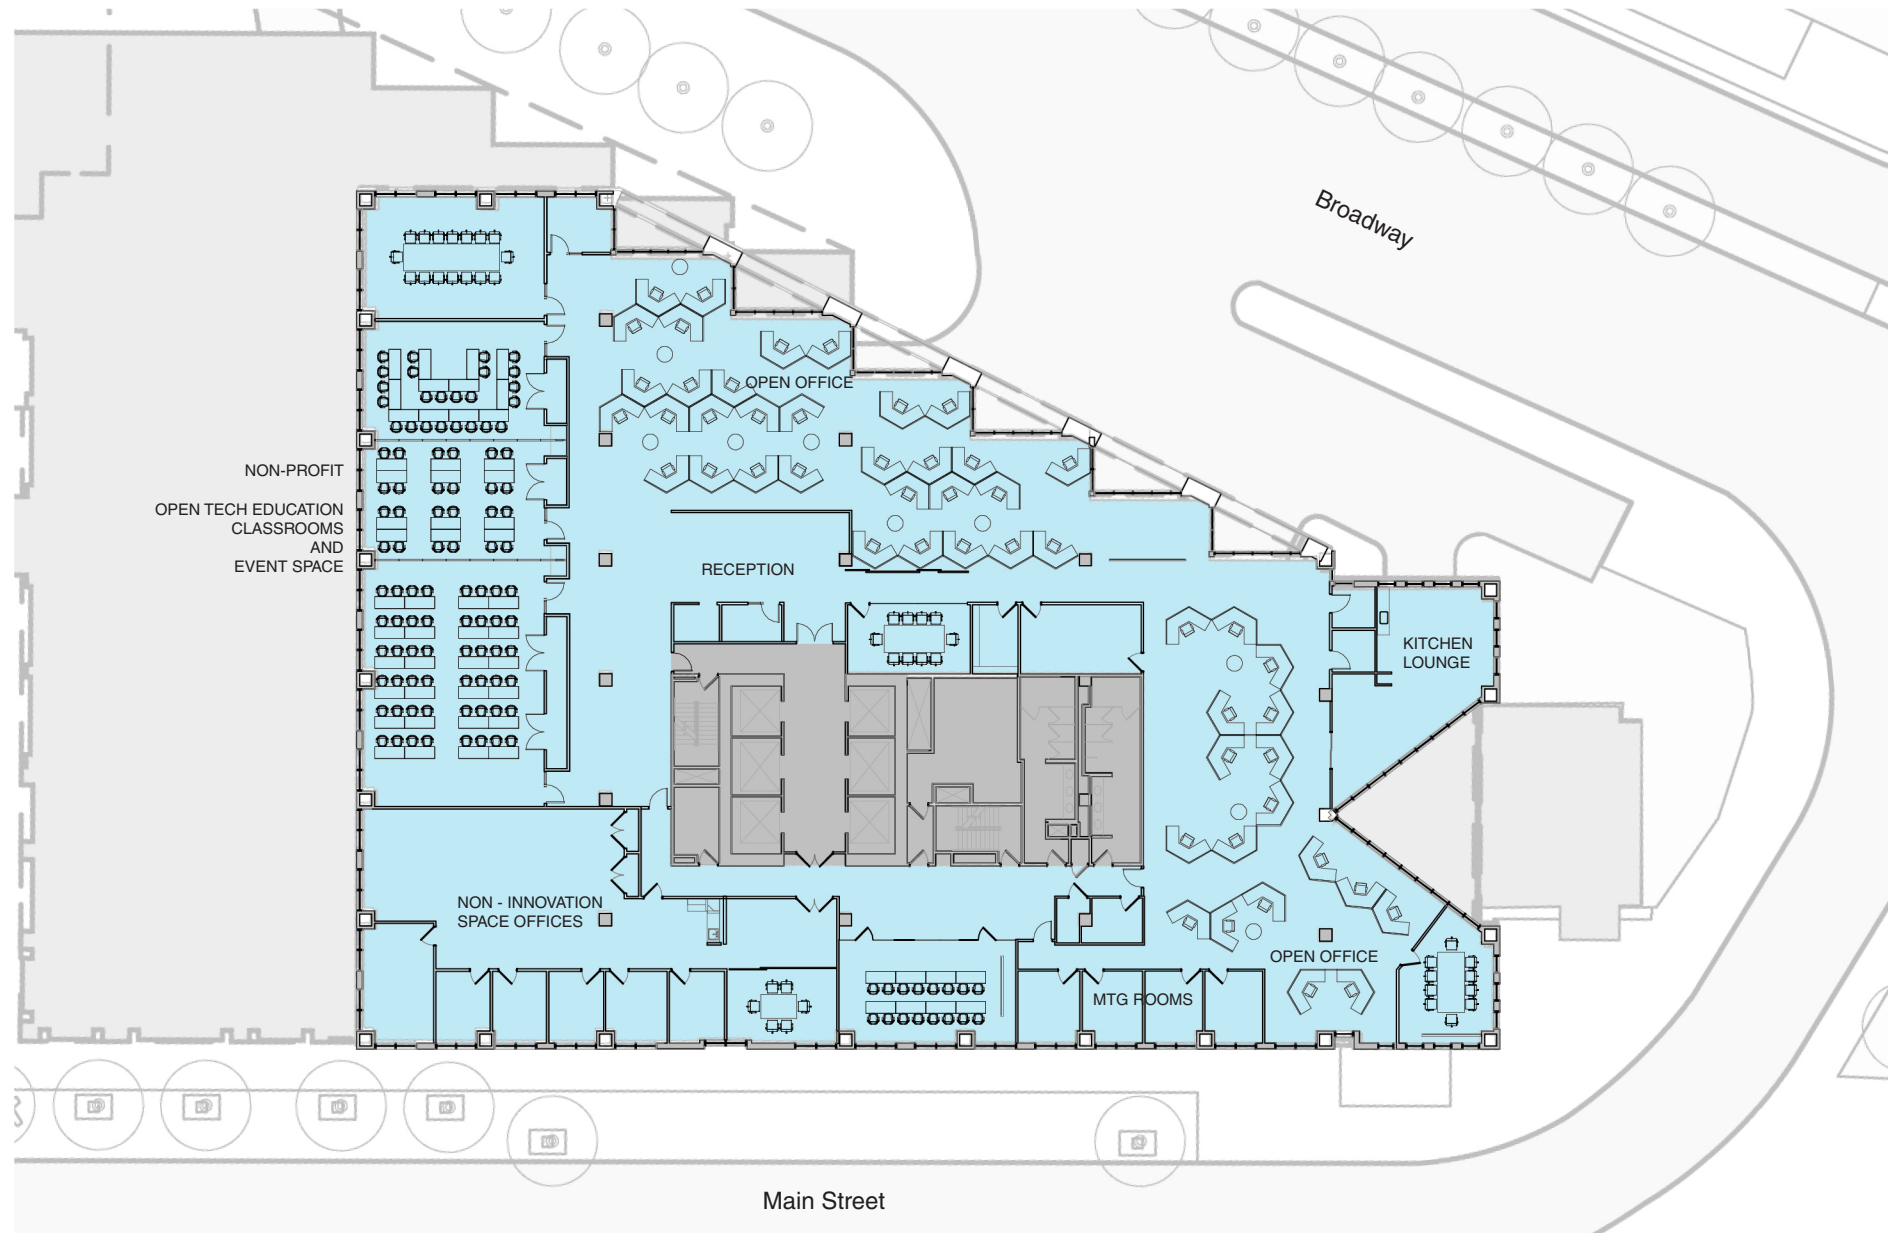 Broadway
OPEN OFFICE
NON-PROFIT
OPEN TECH EDUCATION
CLASSROOMS
AND
EVENT SPACE
RECEPTION
KITCHEN
LOUNGE
NON - INNOVATION
SPACE OFFICES
OPEN OFFICE
MTG ROOMS
Main Street